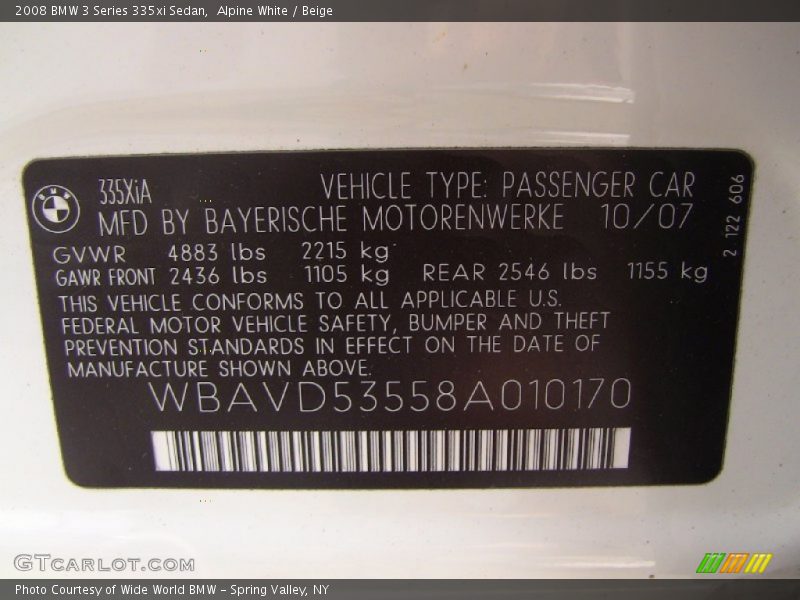 2008 BMW 3 Series 335xi Sedan, Alpine White / Beige
BMW
335XiA VEHICLE TYPE: PASSENGER CAR
MFD BY BAYERISCHE MOTORENWERKE 10/07
GVWR 4883 lbs 2215 kg
GAWR FRONT 2436 lbs 1105 kg REAR 2546 lbs 1155 kg
THIS VEHICLE CONFORMS TO ALL APPLICABLE U.S.
FEDERAL MOTOR VEHICLE SAFETY, BUMPER AND THEFT
PREVENTION STANDARDS IN EFFECT ON THE DATE OF
MANUFACTURE SHOWN ABOVE.
WBAVD53558A010170
2 122 606
GTCARLOT.COM
Photo Courtesy of Wide World BMW - Spring Valley, NY